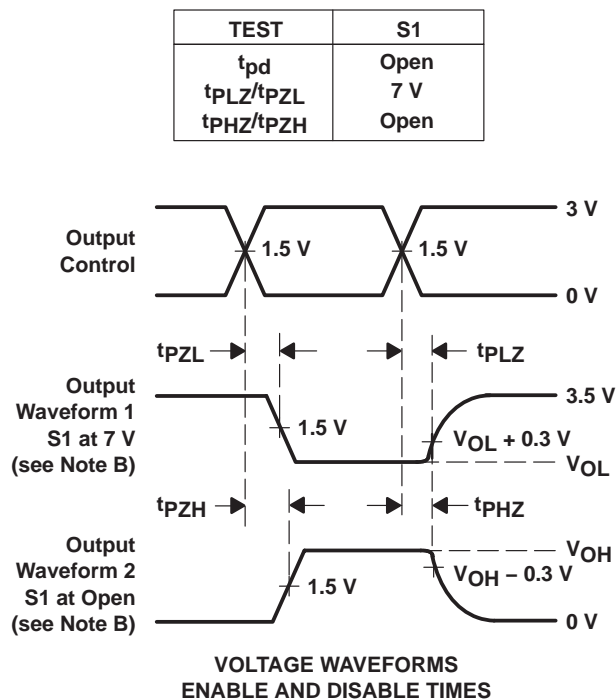 TEST S1
tpd Open
tPLZ/tPZL 7 V
tPHZ/tPZH Open
3 V
Output
Control
1.5 V 1.5 V
0 V
tPZL tPLZ
Output
Waveform 1
S1 at 7 V
(see Note B)
3.5 V
1.5 V
VOL + 0.3 V
VOL
tPZH tPHZ
Output
Waveform 2
S1 at Open
(see Note B)
VOH
1.5 V
VOH – 0.3 V
0 V
VOLTAGE WAVEFORMS
ENABLE AND DISABLE TIMES